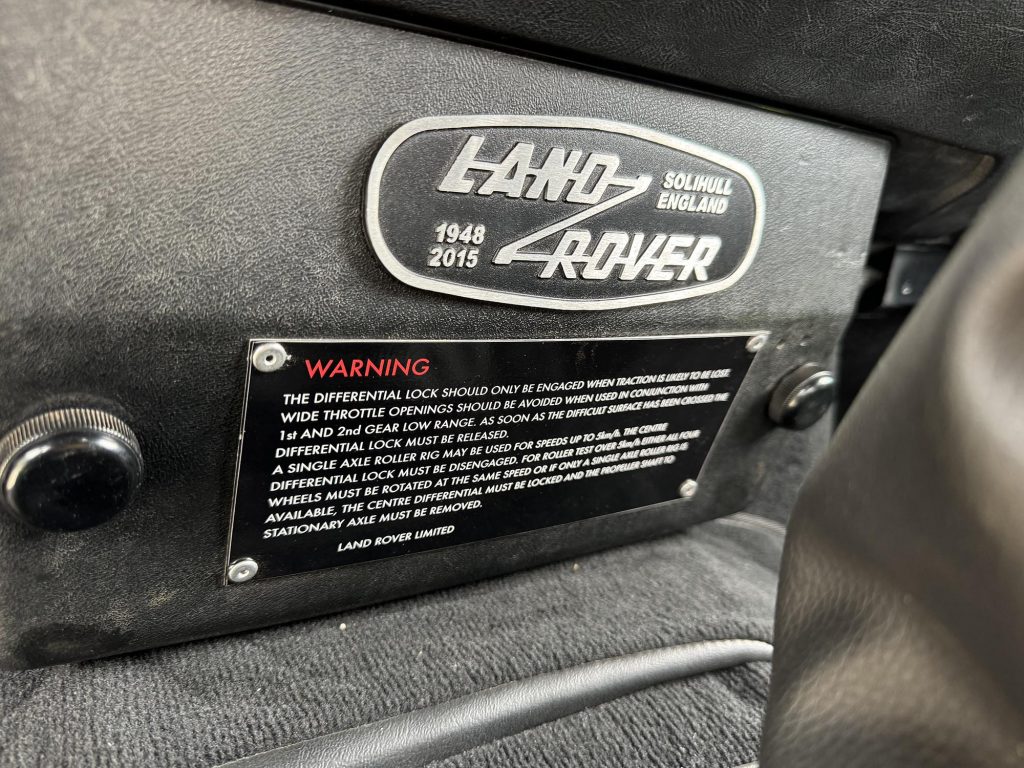 LAND
SOLIHULL
ENGLAND
1948
2015
ROVER
WARNING
THE DIFFERENTIAL LOCK SHOULD ONLY BE ENGAGED WHEN TRACTION IS LIKELY TO BE LOSE.
WIDE THROTTLE OPENINGS SHOULD BE AVOIDED WHEN USED IN CONJUNCTION WITH
1st AND 2nd GEAR LOW RANGE. AS SOON AS THE DIFFICULT SURFACE HAS BEEN CROSSED THE
DIFFERENTIAL LOCK MUST BE RELEASED.
A SINGLE AXLE ROLLER RIG MAY BE USED FOR SPEEDS UP TO 5km/h. THE CENTRE
DIFFERENTIAL LOCK MUST BE DISENGAGED. FOR ROLLER TEST OVER 5km/h EITHER ALL FOUR
WHEELS MUST BE ROTATED AT THE SAME SPEED OR IF ONLY A SINGLE AXLE ROLLER RIG IS
AVAILABLE, THE CENTRE DIFFERENTIAL MUST BE LOCKED AND THE PROPELLER SHAFT TO
STATIONARY AXLE MUST BE REMOVED.
LAND ROVER LIMITED